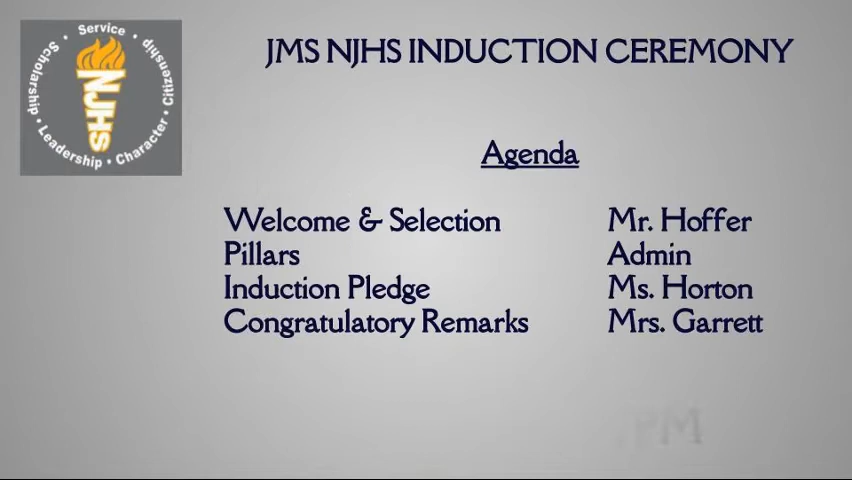 Service • Citizenship • Character • Leadership • Scholarship •
NJHS
JMS NJHS INDUCTION CEREMONY
Agenda
Welcome & Selection Mr. Hoffer
Pillars Admin
Induction Pledge Ms. Horton
Congratulatory Remarks Mrs. Garrett
PM